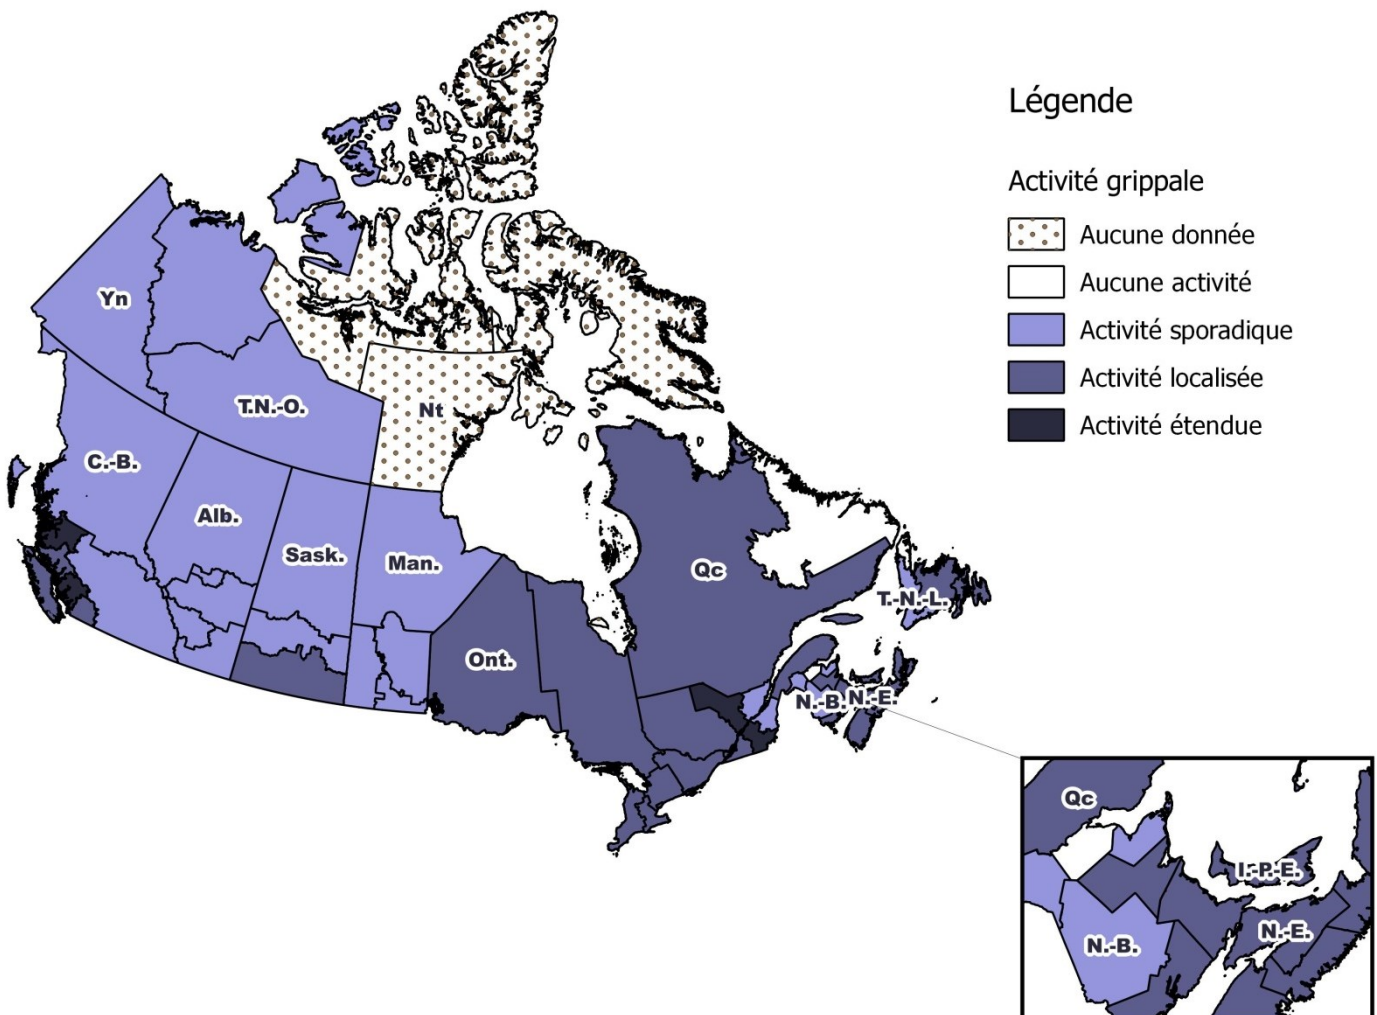 Légende
Activité grippale
Aucune donnée
Aucune activité
Activité sporadique
Activité localisée
Activité étendue
Yn
T.N.-O.
Nt
C.-B.
Alb.
Sask.
Man.
Ont.
Qc
T.-N.-L.
N.-B.
N.-E.
Qc
I.-P.-E.
N.-B.
N.-E.